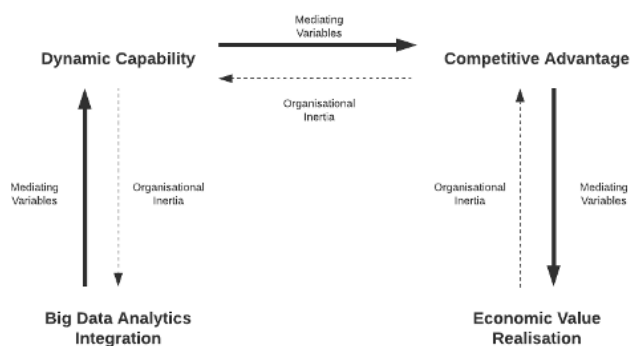 Mediating
Variables
Dynamic Capability
Competitive Advantage
Organisational
Inertia
Mediating
Variables
Organisational
Inertia
Organisational
Inertia
Mediating
Variables
Big Data Analytics
Integration
Economic Value
Realisation